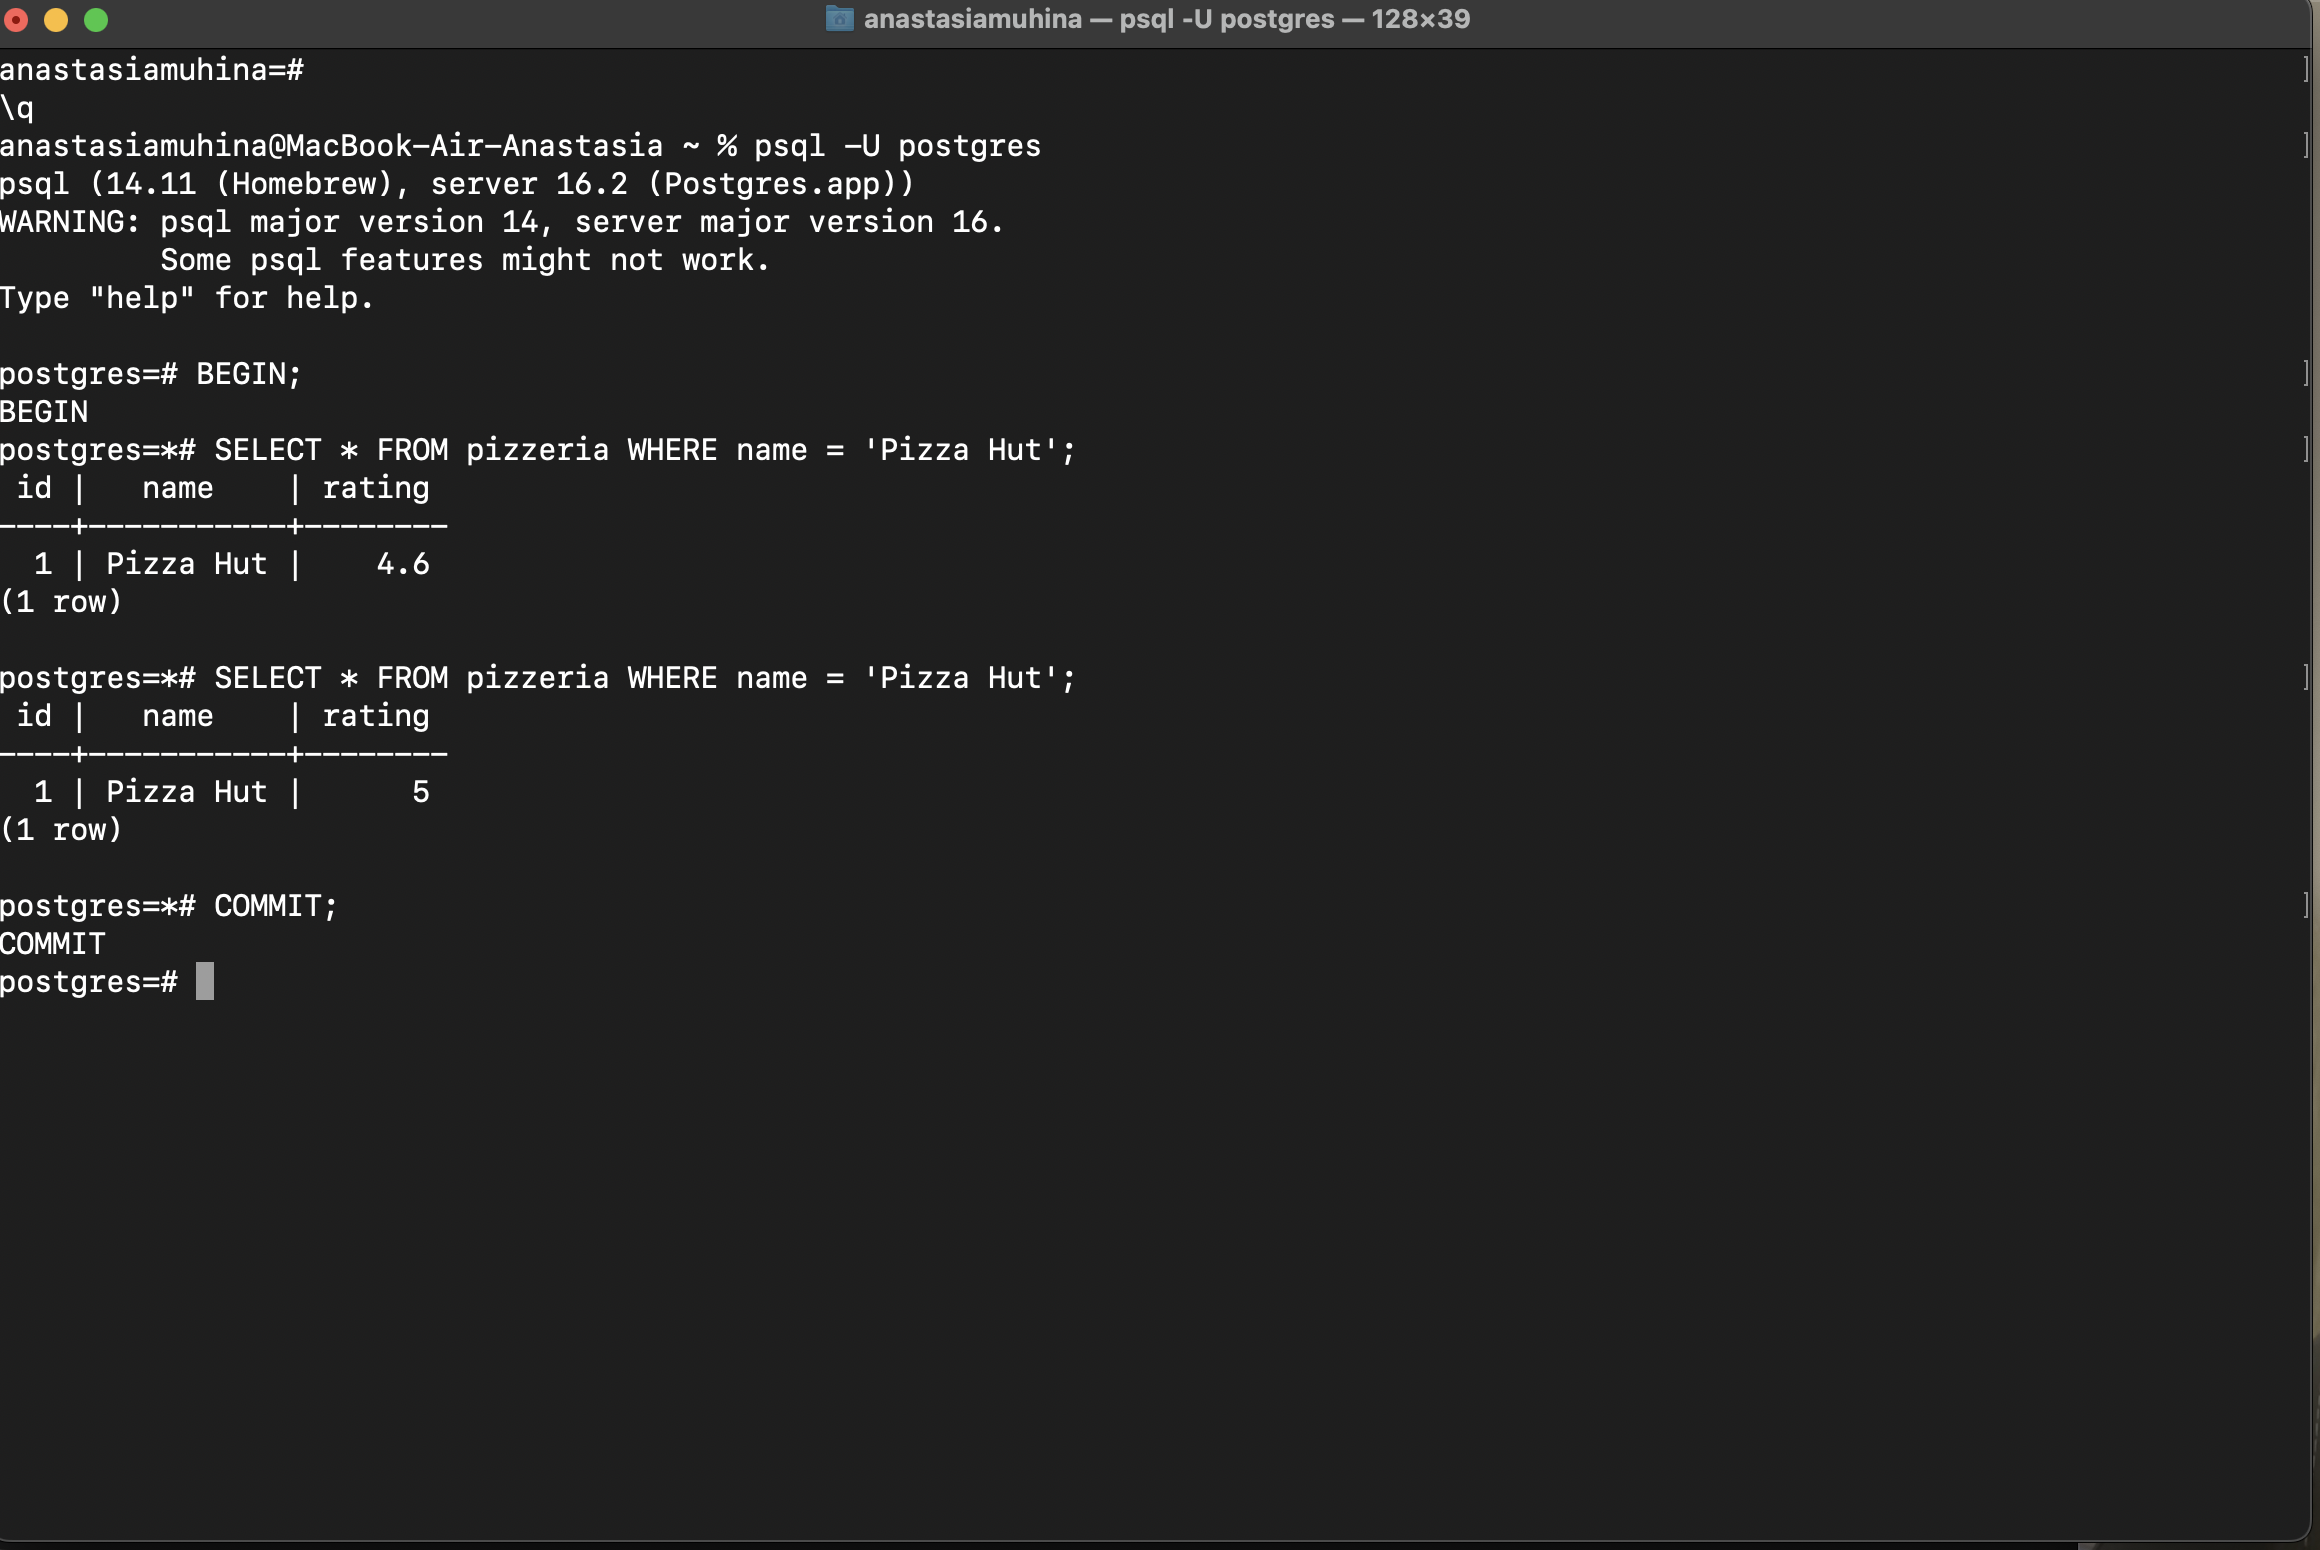 anastasiamuhina — psql -U postgres — 128×39
anastasiamuhina=# ]
\q
anastasiamuhina@MacBook-Air-Anastasia ~ % psql -U postgres ]
psql (14.11 (Homebrew), server 16.2 (Postgres.app))
WARNING: psql major version 14, server major version 16.
         Some psql features might not work.
Type "help" for help.
postgres=# BEGIN; ]
BEGIN
postgres=*# SELECT * FROM pizzeria WHERE name = 'Pizza Hut'; ]
 id |   name    | rating
----+-----------+--------
  1 | Pizza Hut |    4.6
(1 row)
postgres=*# SELECT * FROM pizzeria WHERE name = 'Pizza Hut'; ]
 id |   name    | rating
----+-----------+--------
  1 | Pizza Hut |      5
(1 row)
postgres=*# COMMIT; ]
COMMIT
postgres=#